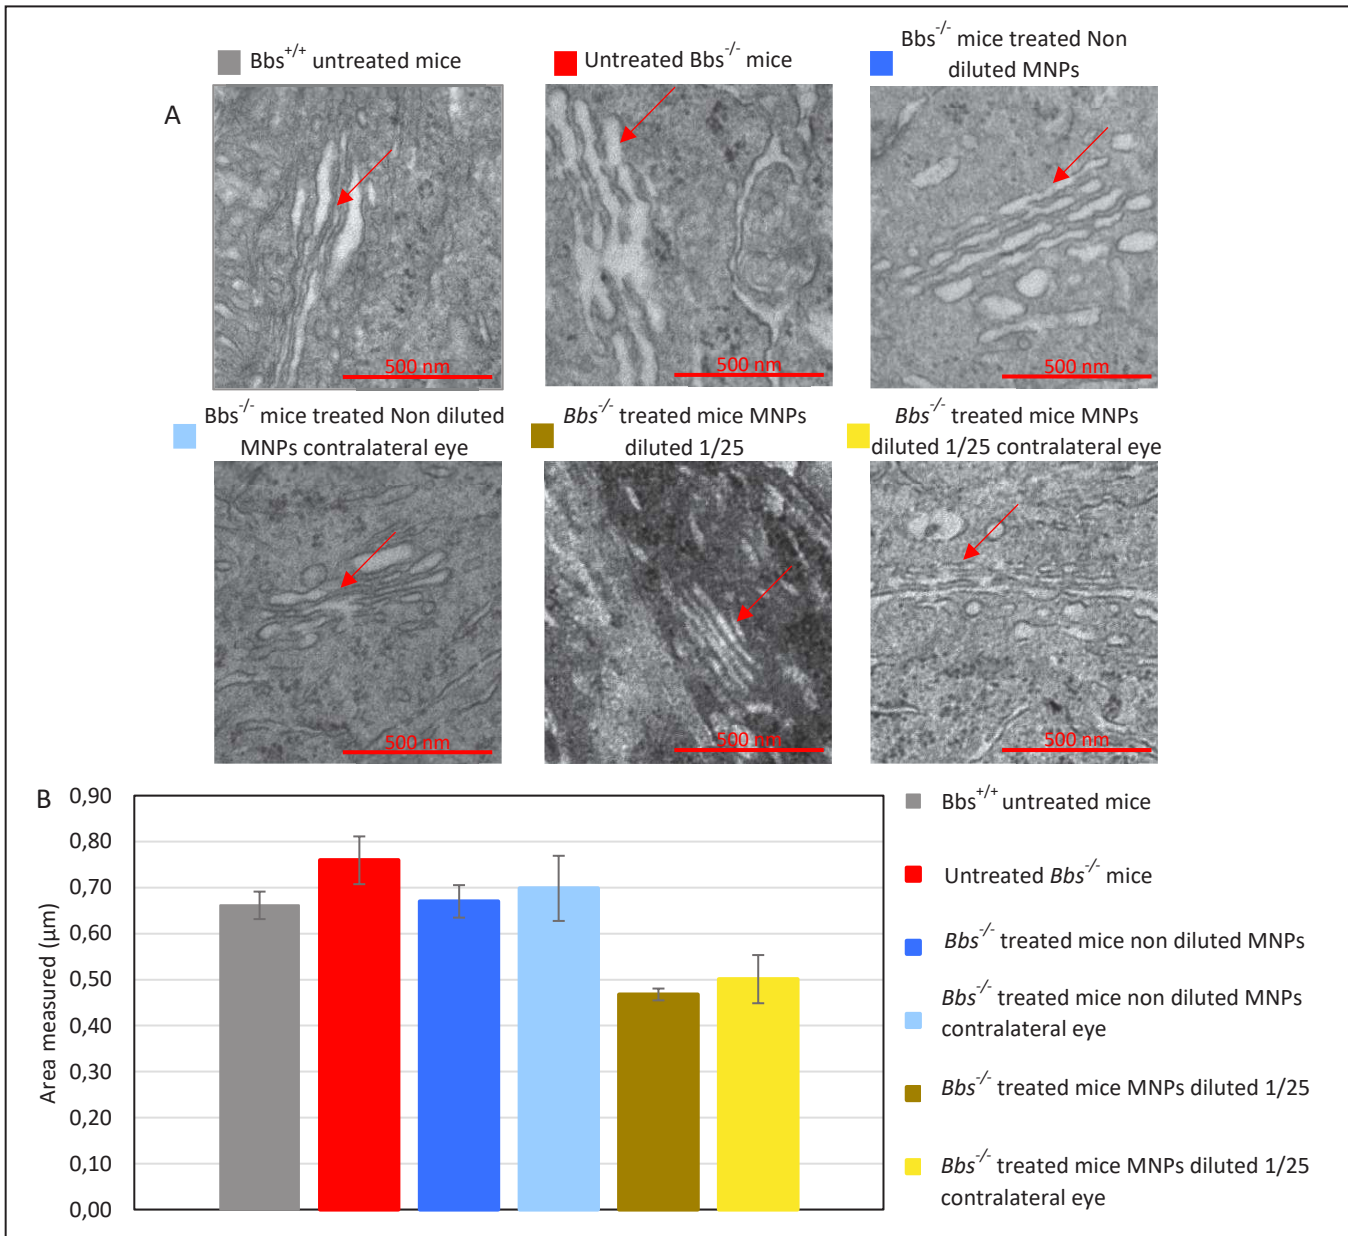 Bbs+/+ untreated mice
Untreated Bbs-/- mice
Bbs-/- mice treated Non
diluted MNPs
A
500 nm
500 nm
500 nm
Bbs-/- mice treated Non diluted
MNPs contralateral eye
Bbs-/- treated mice MNPs
diluted 1/25
Bbs-/- treated mice MNPs
diluted 1/25 contralateral eye
500 nm
500 nm
500 nm
B
Area measured (µm)
0,90
0,80
0,70
0,60
0,50
0,40
0,30
0,20
0,10
0,00
Bbs+/+ untreated mice
Untreated Bbs-/- mice
Bbs-/- treated mice non diluted MNPs
Bbs-/- treated mice non diluted MNPs
contralateral eye
Bbs-/- treated mice MNPs diluted 1/25
Bbs-/- treated mice MNPs diluted 1/25
contralateral eye